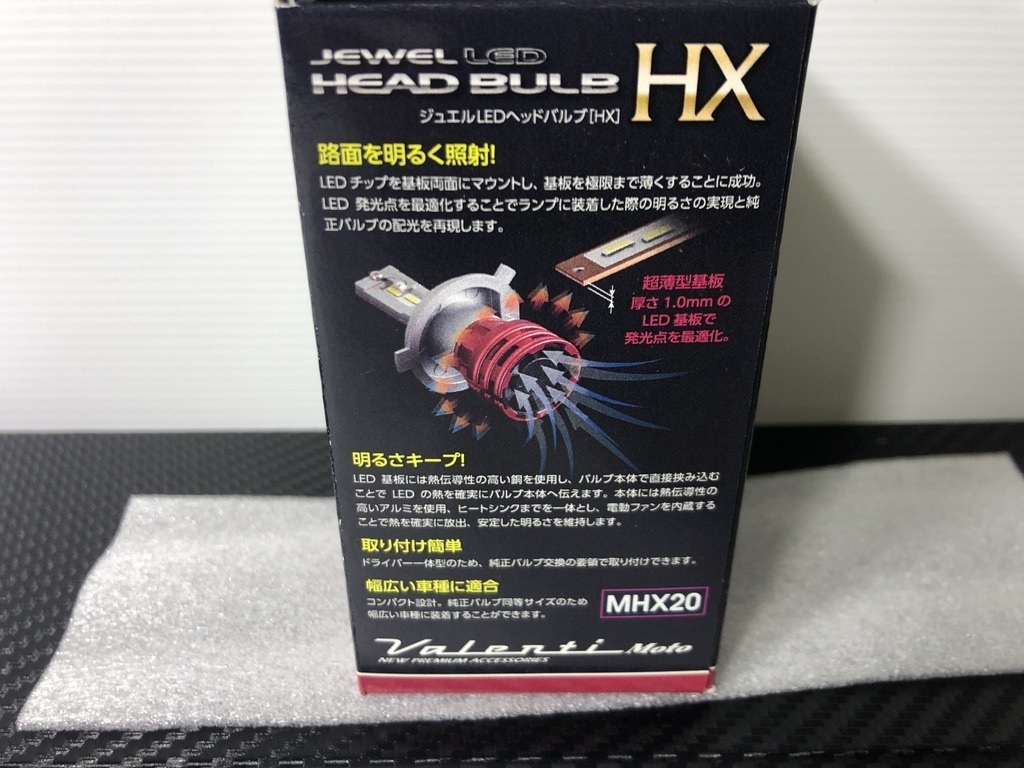 JEWEL LED
HEAD BULB HX
ジュエルLEDヘッドバルブ[HX]
路面を明るく照射!
LED チップを基板両面にマウントし、基板を極限まで薄くすることに成功。
LED 発光点を最適化することでランプに装着した際の明るさの実現と純
正バルブの配光を再現します。
超薄型基板
厚さ 1.0mm の
LED 基板で
発光点を最適化。
明るさキープ!
LED 基板には熱伝導性の高い銅を使用し、バルブ本体で直接挟み込む
ことで LED の熱を確実にバルブ本体へ伝えます。本体には熱伝導性の
高いアルミを使用、ヒートシンクまでを一体とし、電動ファンを内蔵する
ことで熱を確実に放出、安定した明るさを維持します。
取り付け簡単
ドライバー一体型のため、純正バルブ交換の要領で取り付けできます。
幅広い車種に適合
コンパクト設計。純正バルブ同等サイズのため
幅広い車種に装着することができます。
MHX20
Valenti Moto
NEW PREMIUM ACCESSORIES